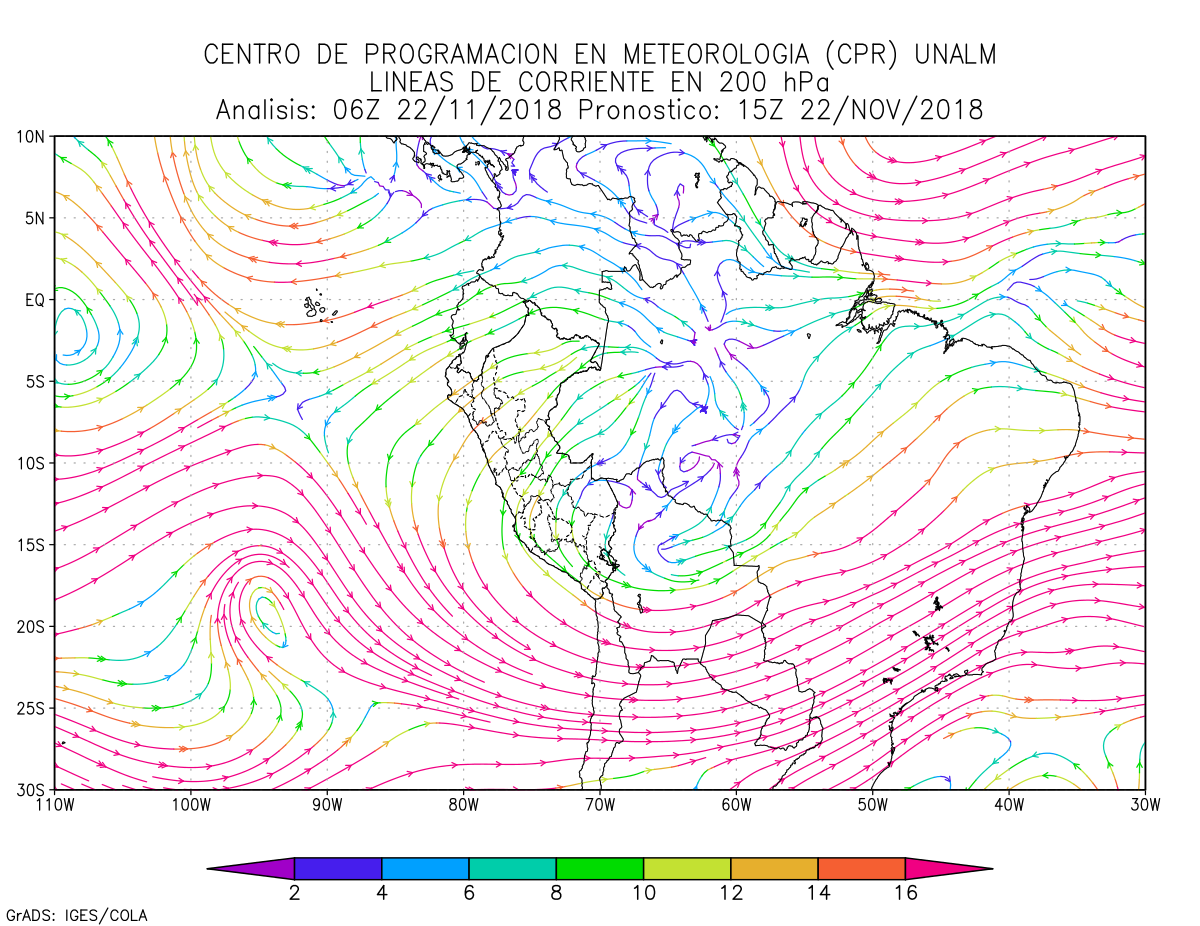 CENTRO DE PROGRAMACION EN METEOROLOGIA (CPR) UNALM
LINEAS DE CORRIENTE EN 200 hPa
Analisis: 06Z 22/11/2018 Pronostico: 15Z 22/NOV/2018
10N
5N
EQ
5S
10S
15S
20S
25S
30S
110W 100W 90W 80W 70W 60W 50W 40W 30W
2 4 6 8 10 12 14 16
GrADS: IGES/COLA